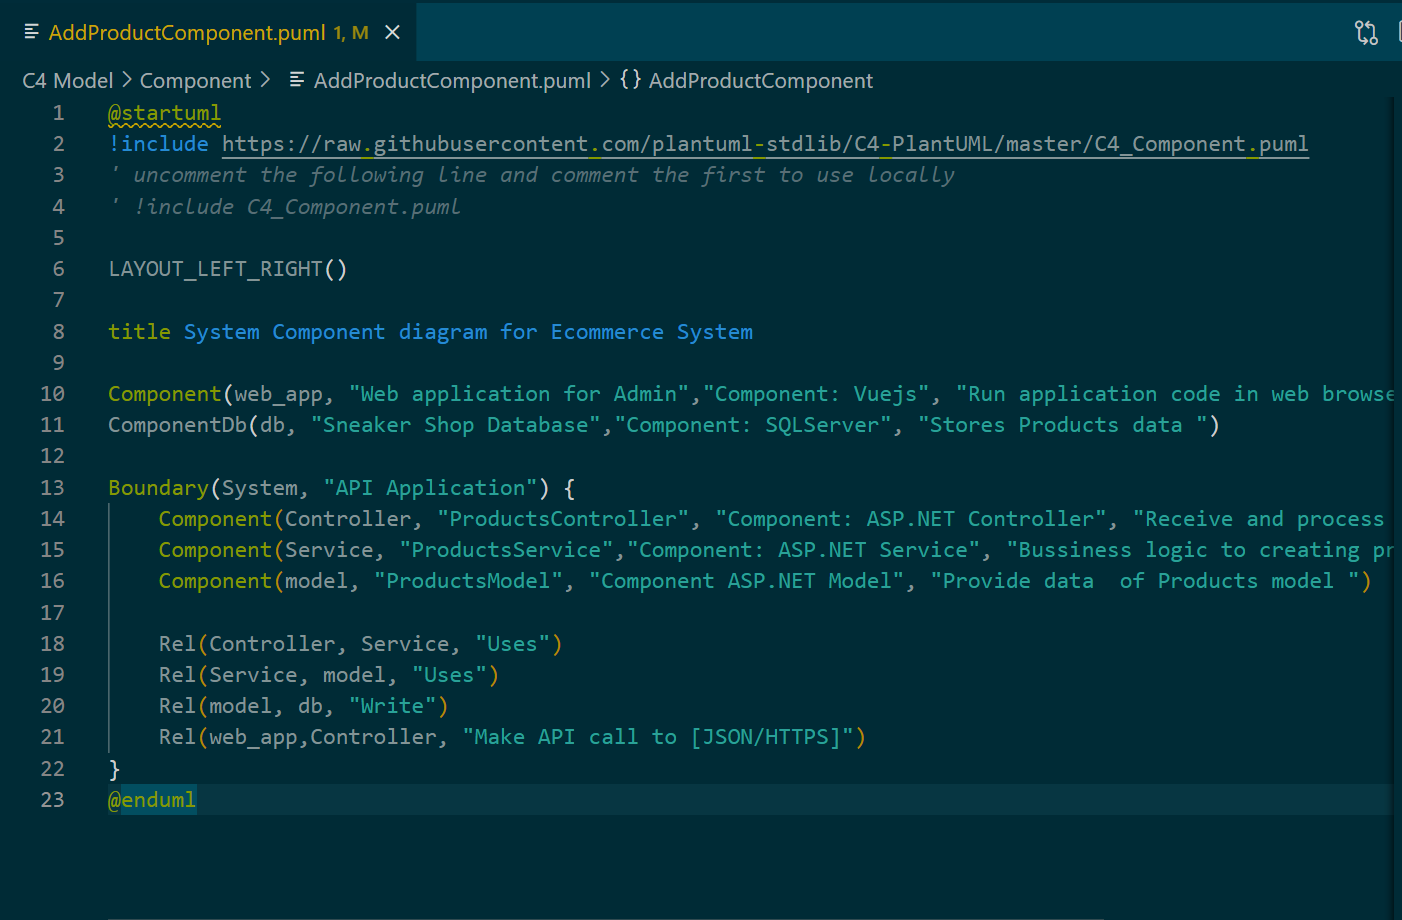 AddProductComponent.puml 1, M
C4 Model > Component > AddProductComponent.puml > {} AddProductComponent
1 @startuml
2 !include https://raw.githubusercontent.com/plantuml-stdlib/C4-PlantUML/master/C4_Component.puml
3 ' uncomment the following line and comment the first to use locally
4 ' !include C4_Component.puml
5
6 LAYOUT_LEFT_RIGHT()
7
8 title System Component diagram for Ecommerce System
9
10 Component(web_app, "Web application for Admin","Component: Vuejs", "Run application code in web browse
11 ComponentDb(db, "Sneaker Shop Database","Component: SQLServer", "Stores Products data ")
12
13 Boundary(System, "API Application") {
14 Component(Controller, "ProductsController", "Component: ASP.NET Controller", "Receive and process
15 Component(Service, "ProductsService","Component: ASP.NET Service", "Bussiness logic to creating pr
16 Component(model, "ProductsModel", "Component ASP.NET Model", "Provide data  of Products model ")
17
18 Rel(Controller, Service, "Uses")
19 Rel(Service, model, "Uses")
20 Rel(model, db, "Write")
21 Rel(web_app,Controller, "Make API call to [JSON/HTTPS]")
22 }
23 @enduml